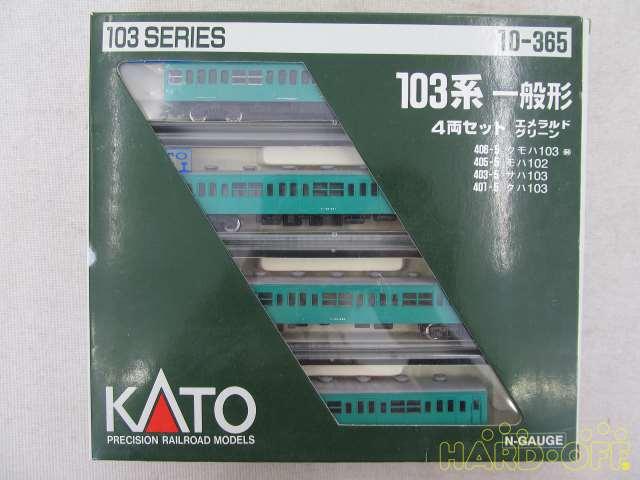 103 SERIES
10-365
103系 一般形
4両セット エメラルド
グリーン
406-5 クモハ103 Ⓜ
405-5 モハ102
403-5 サハ103
401-5 クハ103
KATO
PRECISION RAILROAD MODELS
N-GAUGE
HARD・OFF